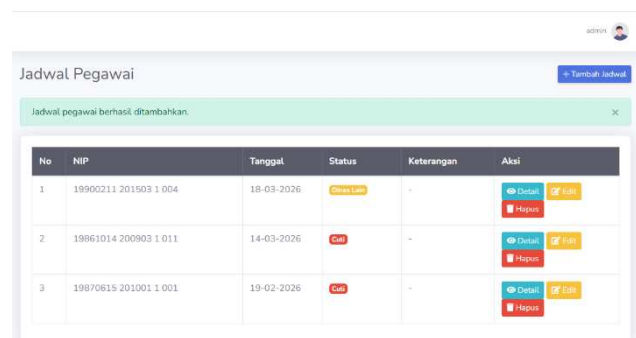 admin
Jadwal Pegawai
+ Tambah Jadwal
Jadwal pegawai berhasil ditambahkan. ×
No NIP Tanggal Status Keterangan Aksi
1 19900211 201503 1 004 18-03-2026 Dinas Lain - Detail Edit
Hapus
2 19861014 200903 1 011 14-03-2026 Cuti - Detail Edit
Hapus
3 19870615 201001 1 001 19-02-2026 Cuti - Detail Edit
Hapus